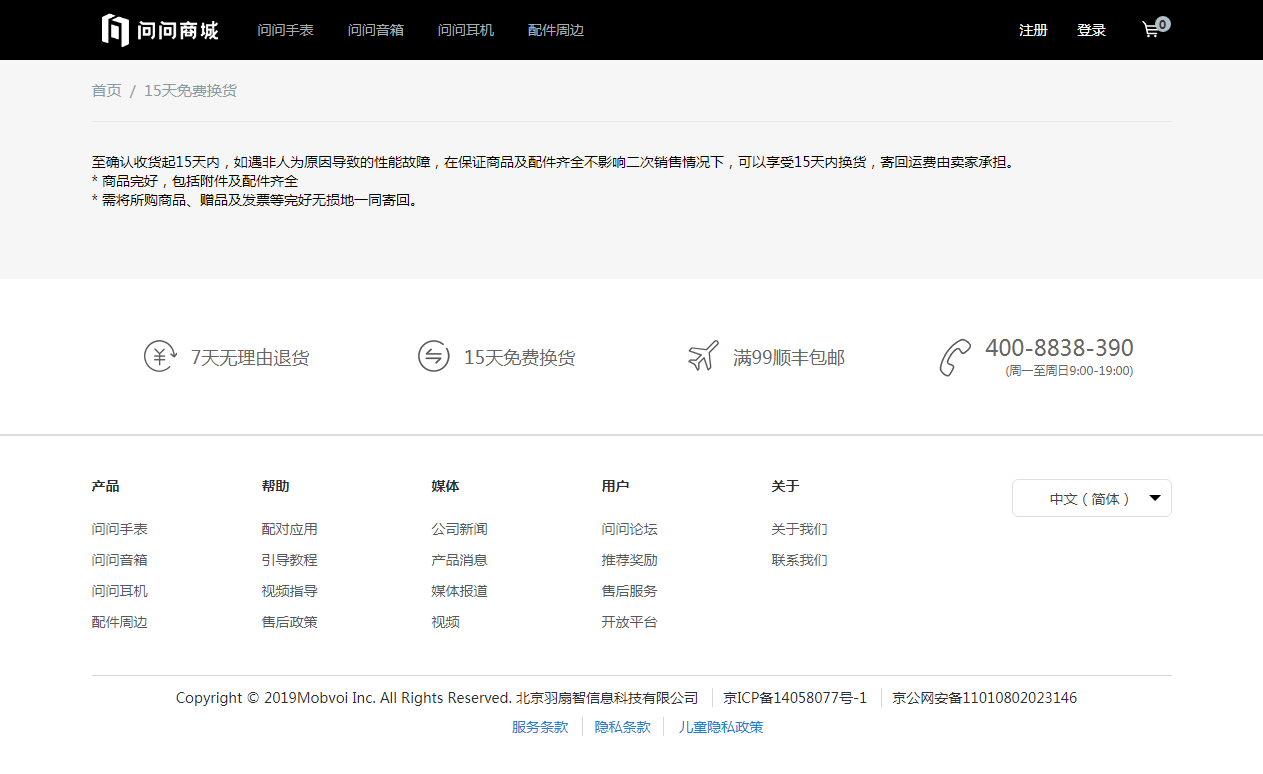 问问商城 问问手表 问问音箱 问问耳机 配件周边 注册 登录 0
首页 / 15天免费换货
至确认收货起15天内，如遇非人为原因导致的性能故障，在保证商品及配件齐全不影响二次销售情况下，可以享受15天内换货，寄回运费由卖家承担。
* 商品完好，包括附件及配件齐全
* 需将所购商品、赠品及发票等完好无损地一同寄回。
7天无理由退货 15天免费换货 满99顺丰包邮 400-8838-390
(周一至周日9:00-19:00)
产品 帮助 媒体 用户 关于 中文（简体）
问问手表 配对应用 公司新闻 问问论坛 关于我们
问问音箱 引导教程 产品消息 推荐奖励 联系我们
问问耳机 视频指导 媒体报道 售后服务
配件周边 售后政策 视频 开放平台
Copyright © 2019Mobvoi Inc. All Rights Reserved. 北京羽扇智信息科技有限公司 京ICP备14058077号-1 京公网安备11010802023146
服务条款 隐私条款 儿童隐私政策